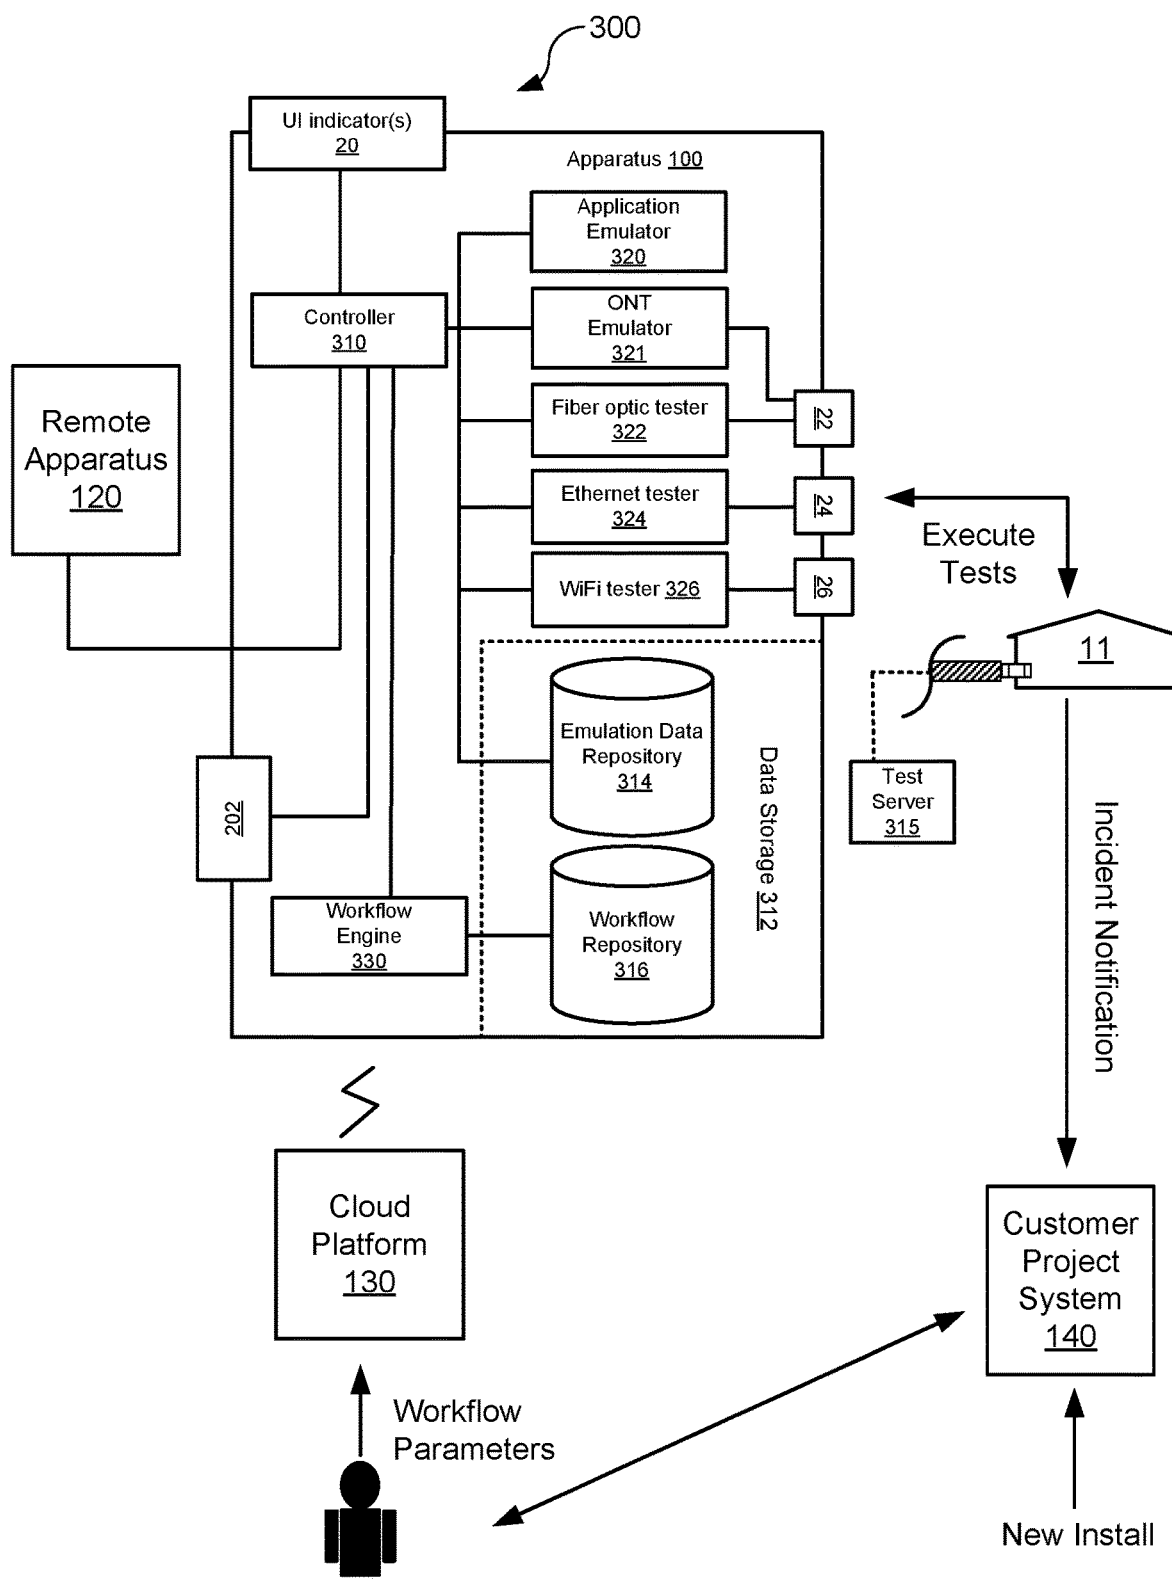 300
UI indicator(s)
20
Apparatus 100
Application
Emulator
320
Controller
310
ONT
Emulator
321
Remote
Apparatus
120
Fiber optic tester
322
22
Ethernet tester
324
24
Execute
Tests
WiFi tester 326
26
11
Emulation Data
Repository
314
Data Storage 312
Test
Server
315
202
Incident Notification
Workflow
Engine
330
Workflow
Repository
316
Cloud
Platform
130
Customer
Project
System
140
Workflow
Parameters
New Install